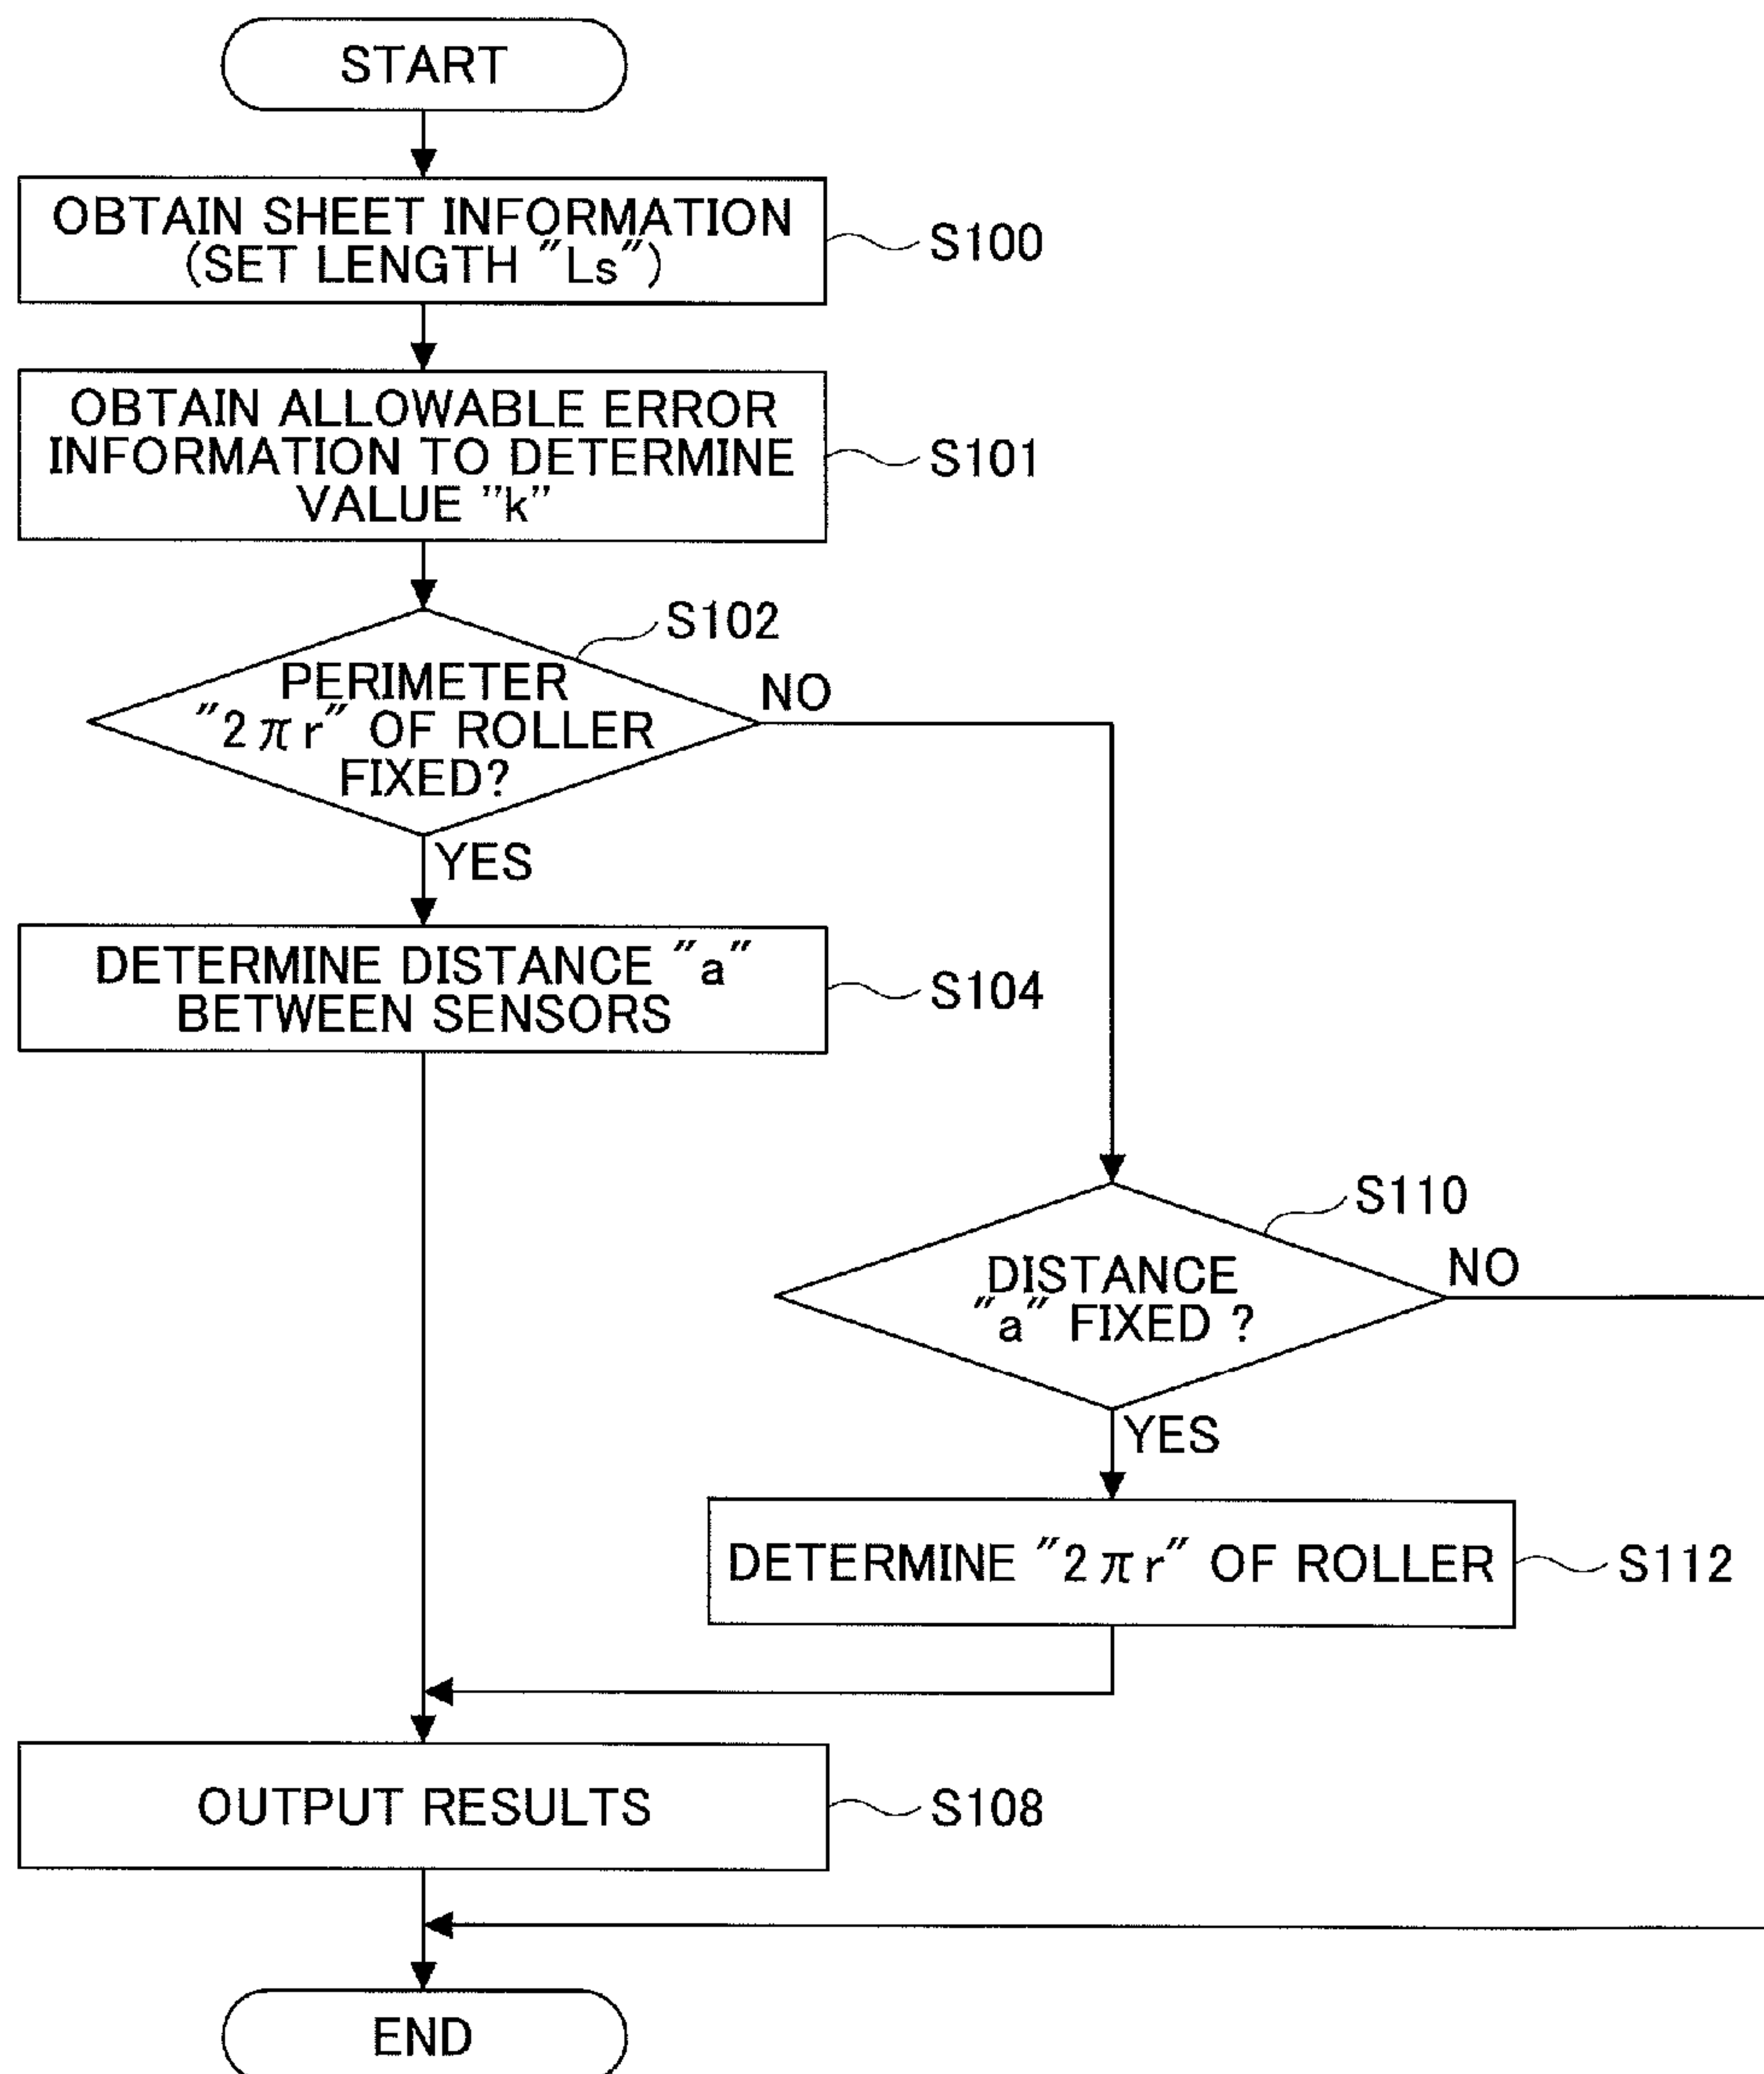 START
OBTAIN SHEET INFORMATION
(SET LENGTH "Ls")
S100
OBTAIN ALLOWABLE ERROR
INFORMATION TO DETERMINE
VALUE "k"
S101
S102
PERIMETER
"2πr" OF ROLLER
FIXED?
NO
YES
DETERMINE DISTANCE "a"
BETWEEN SENSORS
S104
S110
DISTANCE
"a" FIXED ?
NO
YES
DETERMINE "2πr" OF ROLLER
S112
OUTPUT RESULTS
S108
END